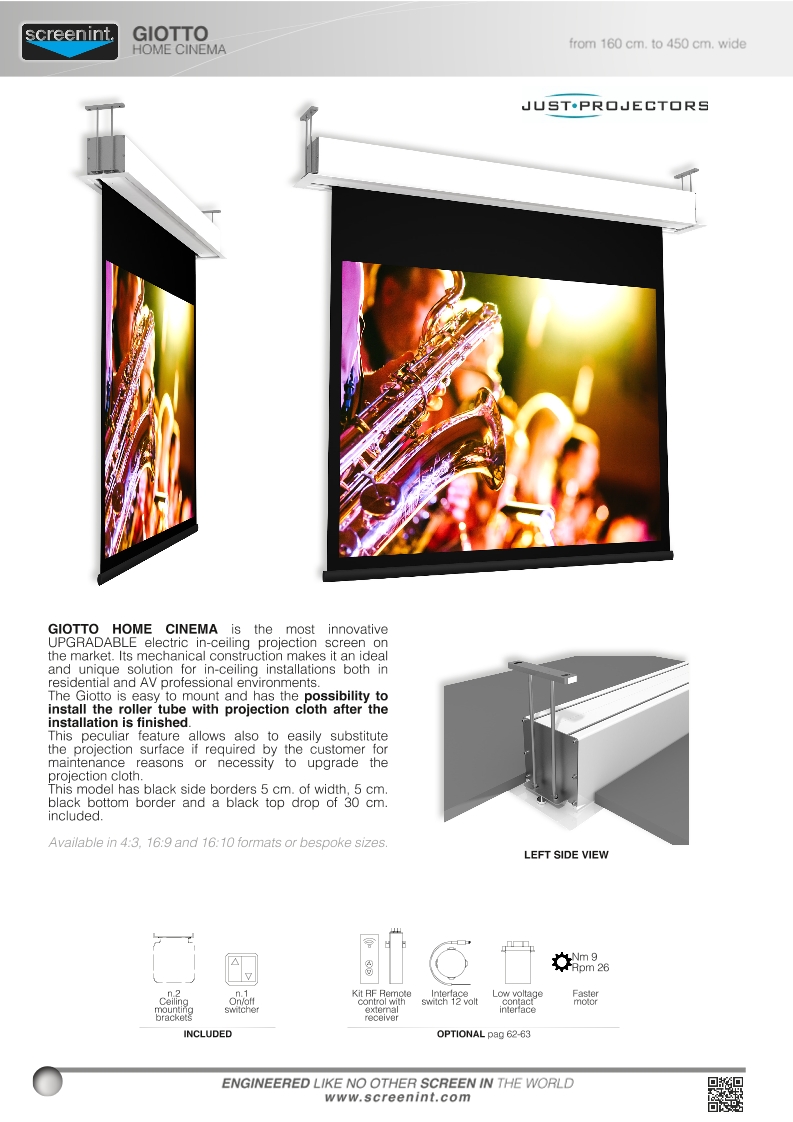 screenint.
GIOTTO
HOME CINEMA
from 160 cm. to 450 cm. wide
JUST•PROJECTORS
GIOTTO HOME CINEMA is the most innovative
UPGRADABLE electric in-ceiling projection screen on
the market. Its mechanical construction makes it an ideal
and unique solution for in-ceiling installations both in
residential and AV professional environments.
The Giotto is easy to mount and has the possibility to
install the roller tube with projection cloth after the
installation is finished.
This peculiar feature allows also to easily substitute
the projection surface if required by the customer for
maintenance reasons or necessity to upgrade the
projection cloth.
This model has black side borders 5 cm. of width, 5 cm.
black bottom border and a black top drop of 30 cm.
included.
Available in 4:3, 16:9 and 16:10 formats or bespoke sizes.
LEFT SIDE VIEW
n.2
Ceiling
mounting
brackets
n.1
On/off
switcher
INCLUDED
Kit RF Remote
control with
external
receiver
Interface
switch 12 volt
Low voltage
contact
interface
Nm 9
Rpm 26
Faster
motor
OPTIONAL pag 62-63
ENGINEERED LIKE NO OTHER SCREEN IN THE WORLD
www.screenint.com